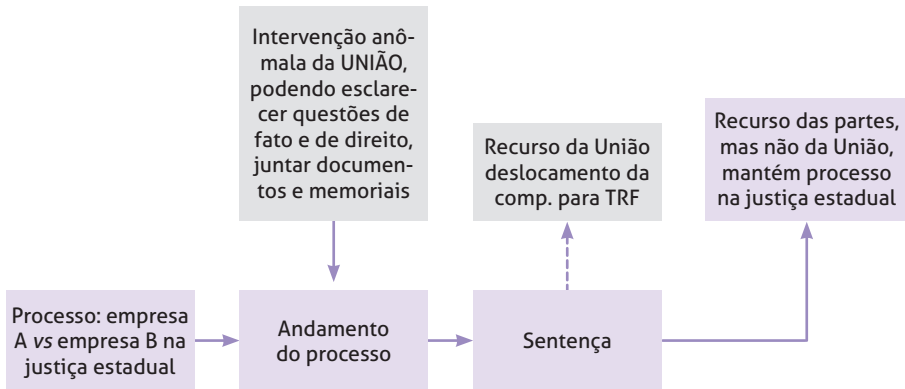 Intervenção anô-
mala da UNIÃO,
podendo esclare-
cer questões de
fato e de direito,
juntar documen-
tos e memoriais
Recurso da União
deslocamento da
comp. para TRF
Recurso das partes,
mas não da União,
mantém processo
na justiça estadual
Processo: empresa
A vs empresa B na
justiça estadual
Andamento
do processo
Sentença